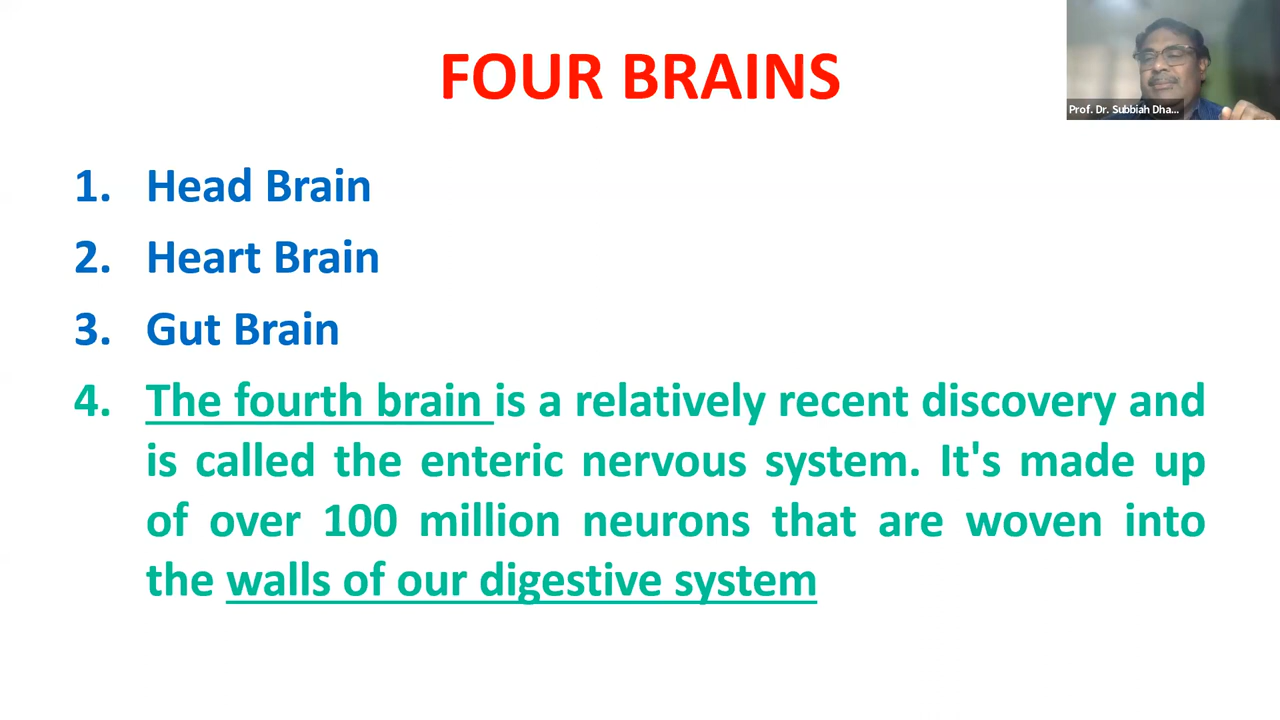 FOUR BRAINS
Prof. Dr. Subbiah Dha...
1. Head Brain
2. Heart Brain
3. Gut Brain
4. The fourth brain is a relatively recent discovery and
is called the enteric nervous system. It's made up
of over 100 million neurons that are woven into
the walls of our digestive system